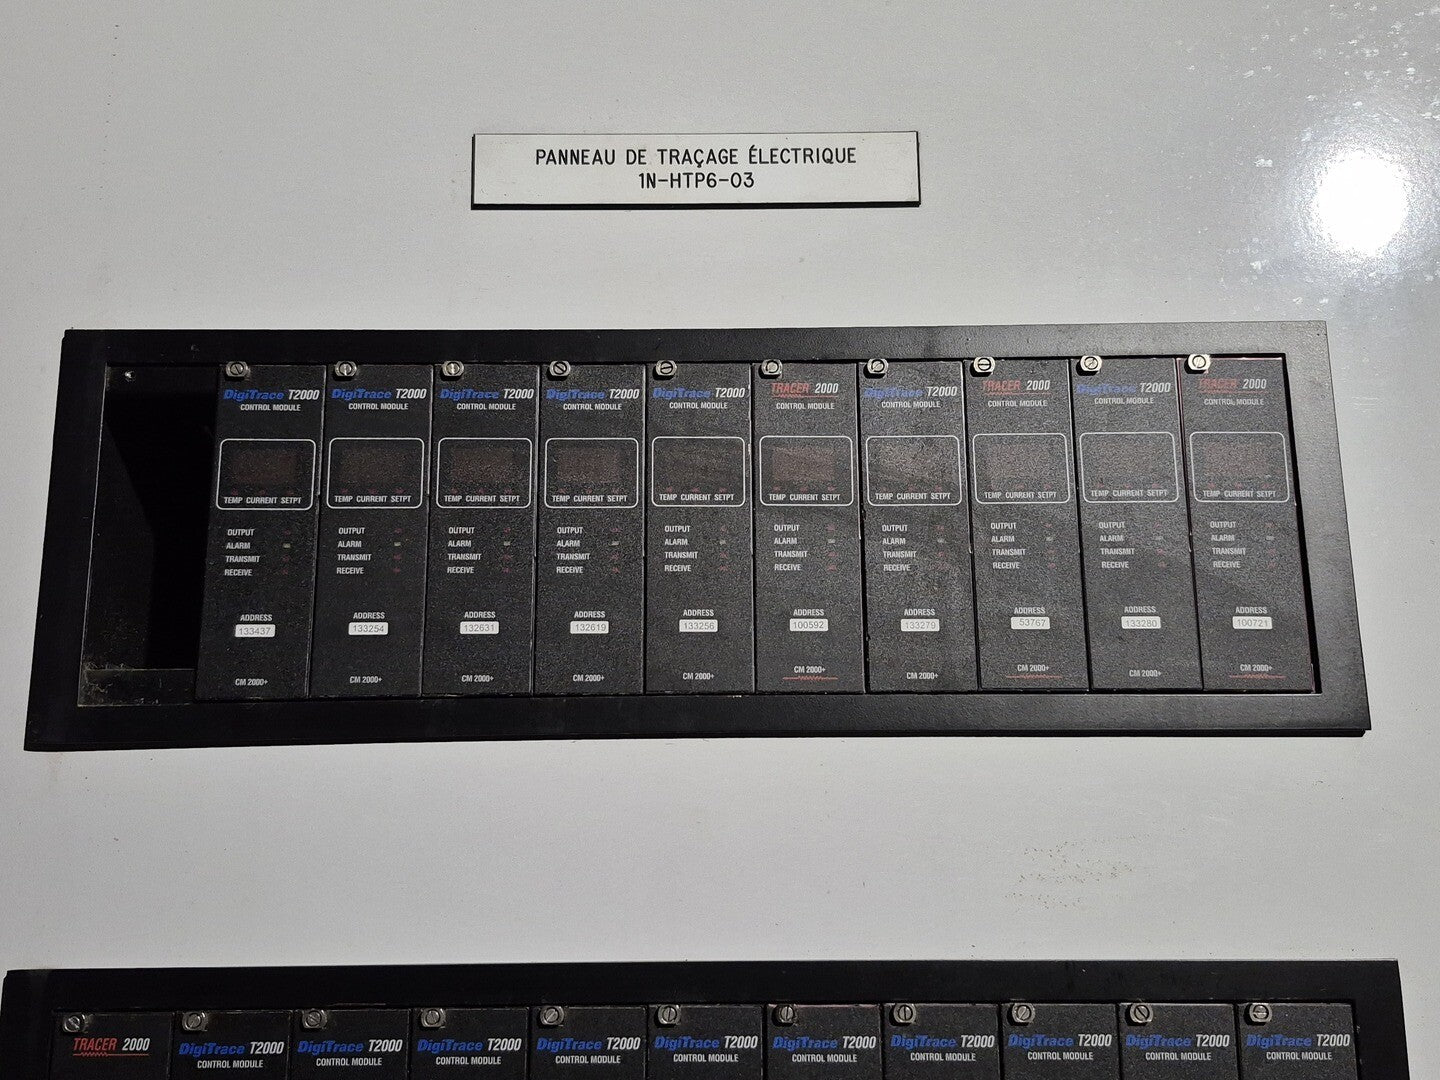 PANNEAU DE TRAÇAGE ÉLECTRIQUE
1N-HTP6-03
DigiTrace T2000
CONTROL MODULE
TEMP CURRENT SETPT
OUTPUT
ALARM
TRANSMIT
RECEIVE
ADDRESS
133437
CM 2000+
DigiTrace T2000
CONTROL MODULE
TEMP CURRENT SETPT
OUTPUT
ALARM
TRANSMIT
RECEIVE
ADDRESS
133254
CM 2000+
DigiTrace T2000
CONTROL MODULE
TEMP CURRENT SETPT
OUTPUT
ALARM
TRANSMIT
RECEIVE
ADDRESS
132631
CM 2000+
DigiTrace T2000
CONTROL MODULE
TEMP CURRENT SETPT
OUTPUT
ALARM
TRANSMIT
RECEIVE
ADDRESS
132619
CM 2000+
DigiTrace T2000
CONTROL MODULE
TEMP CURRENT SETPT
OUTPUT
ALARM
TRANSMIT
RECEIVE
ADDRESS
133256
CM 2000+
TRACER 2000
CONTROL MODULE
TEMP CURRENT SETPT
OUTPUT
ALARM
TRANSMIT
RECEIVE
ADDRESS
100592
CM 2000+
DigiTrace T2000
CONTROL MODULE
TEMP CURRENT SETPT
OUTPUT
ALARM
TRANSMIT
RECEIVE
ADDRESS
133279
CM 2000+
TRACER 2000
CONTROL MODULE
TEMP CURRENT SETPT
OUTPUT
ALARM
TRANSMIT
RECEIVE
ADDRESS
53767
CM 2000+
DigiTrace T2000
CONTROL MODULE
TEMP CURRENT SETPT
OUTPUT
ALARM
TRANSMIT
RECEIVE
ADDRESS
133280
CM 2000+
TRACER 2000
CONTROL MODULE
TEMP CURRENT SETPT
OUTPUT
ALARM
TRANSMIT
RECEIVE
ADDRESS
100721
CM 2000+
TRACER 2000
DigiTrace T2000
CONTROL MODULE
DigiTrace T2000
CONTROL MODULE
DigiTrace T2000
CONTROL MODULE
DigiTrace T2000
CONTROL MODULE
DigiTrace T2000
CONTROL MODULE
DigiTrace T2000
CONTROL MODULE
DigiTrace T2000
CONTROL MODULE
DigiTrace T2000
CONTROL MODULE
DigiTrace T2000
CONTROL MODULE
DigiTrace T2000
CONTROL MODULE